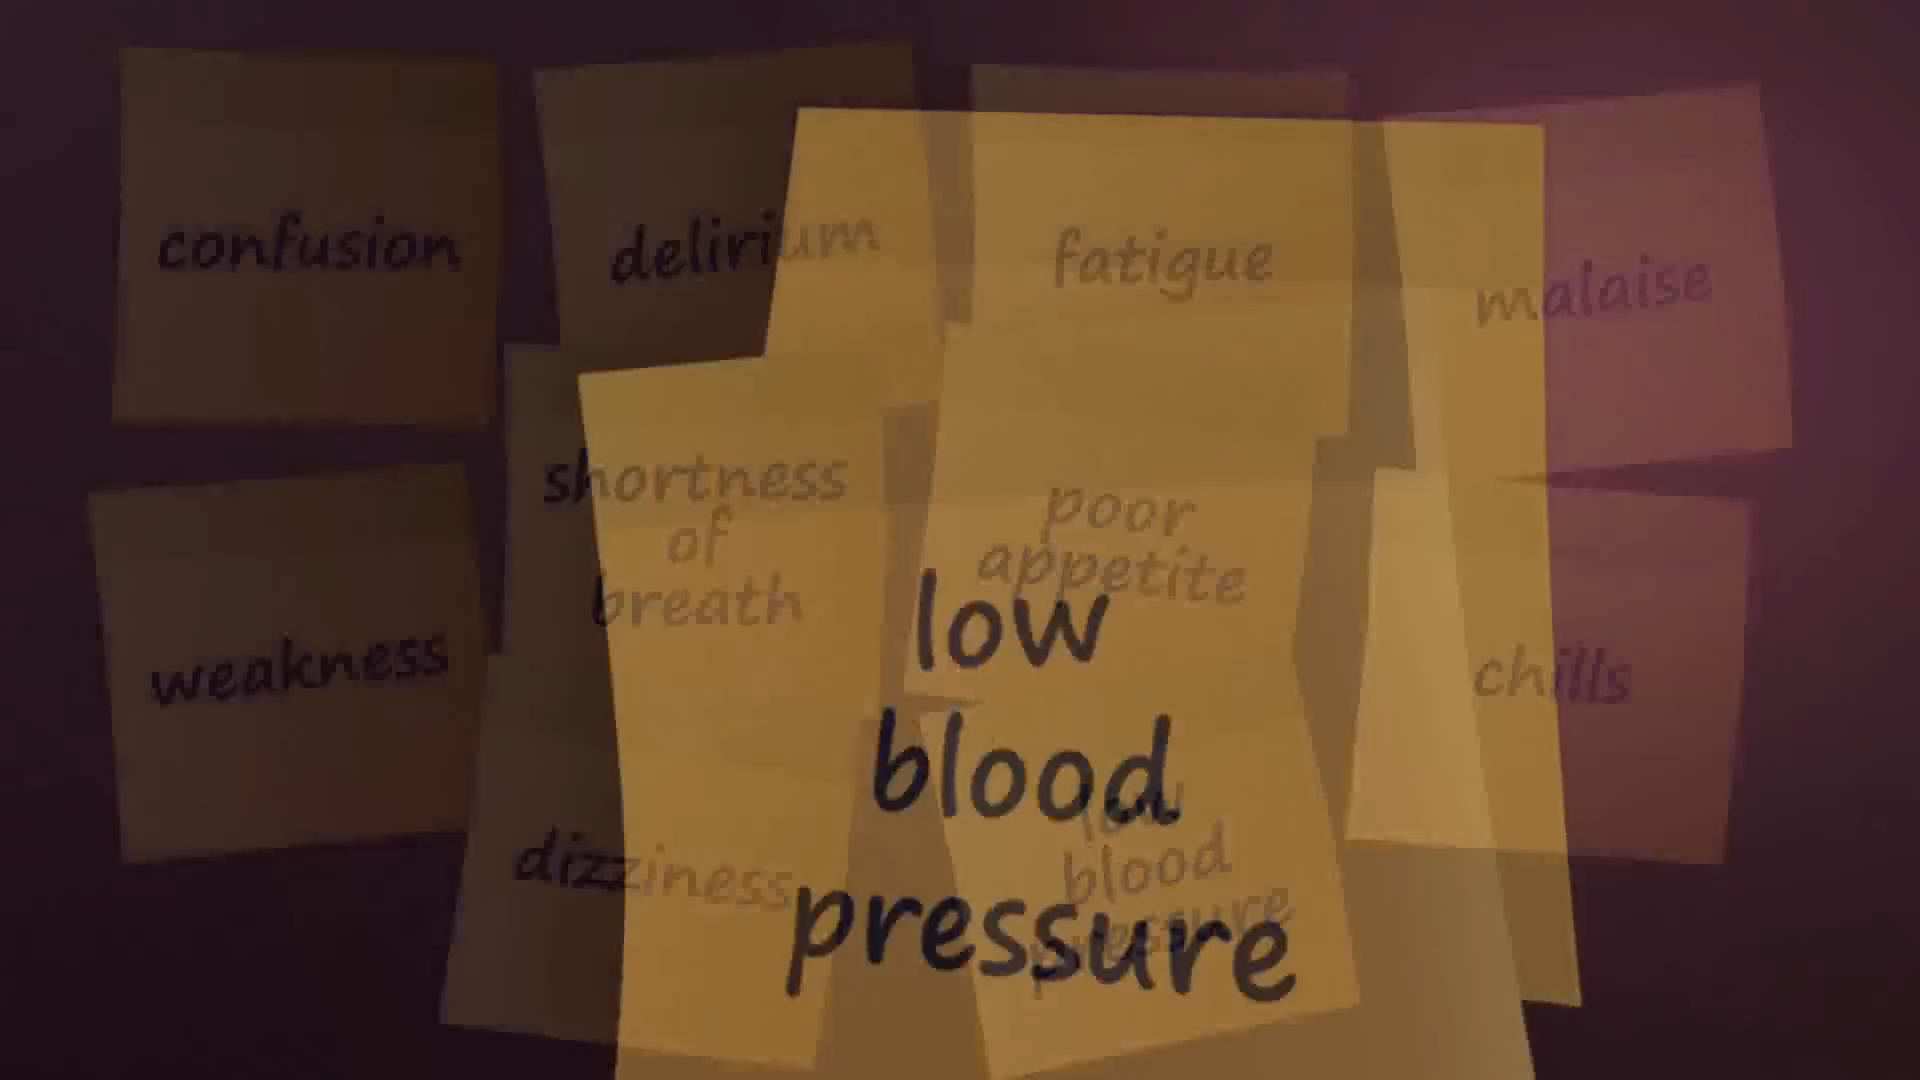 confusion
delirium
fatigue
malaise
weakness
shortness
of
breath
poor
appetite
chills
dizziness
low
blood
pressure
low
blood
pressure